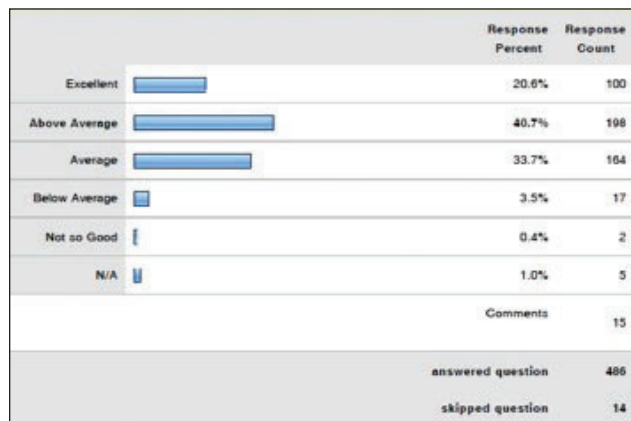 Response Percent Response Count
Excellent 20.6% 100
Above Average 40.7% 198
Average 33.7% 164
Below Average 3.5% 17
Not so Good 0.4% 2
N/A 1.0% 5
Comments 15
answered question 486
skipped question 14